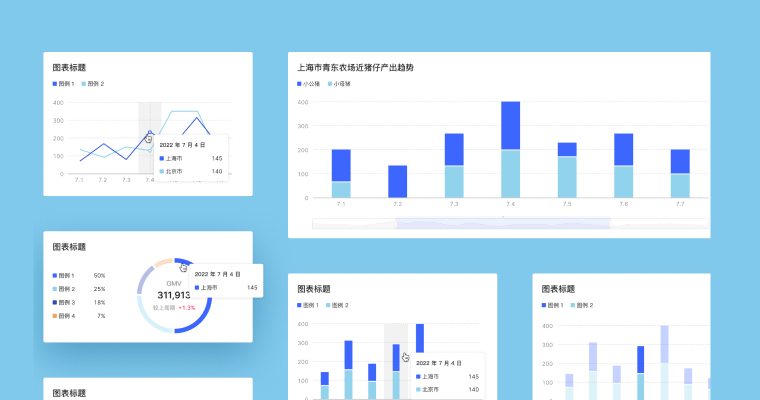 图表标题
图例 1 图例 2
400
300
200
100
0
7.1 7.2 7.3 7.4
2022 年 7 月 4 日
上海市 145
北京市 140
上海市青东农场近猪仔产出趋势
小公猪 小母猪
400
300
200
100
0
7.1 7.2 7.3 7.4 7.5 7.6 7.7
图表标题
图例 1 50%
图例 2 25%
图例 3 18%
图例 4 7%
GMV
311,913
较上周期 +1.3%
2022 年 7 月 4 日
上海市 145
图表标题
图例 1 图例 2
400
300
200
100
0
2022 年 7 月 4 日
上海市 145
北京市 140
图表标题
图例 1 图例 2
400
300
200
100
0
图表标题